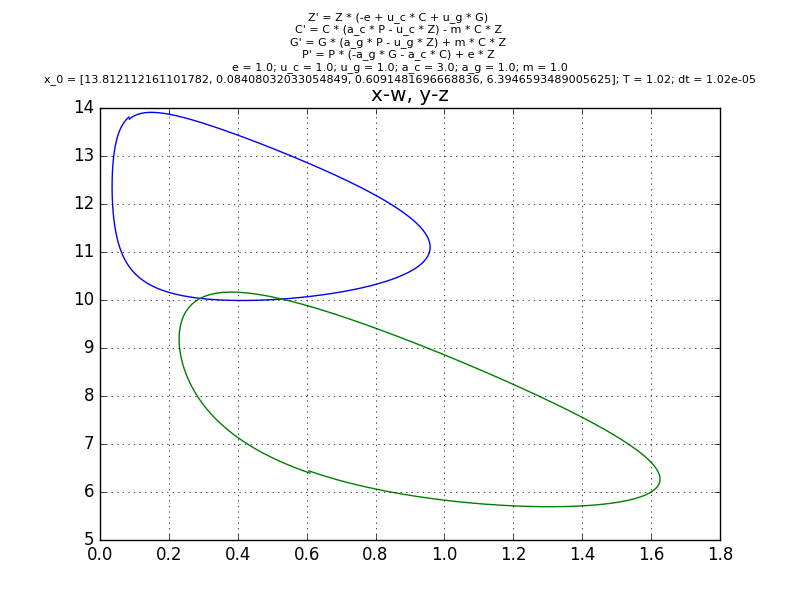 Z' = Z * (-e + u_c * C + u_g * G)
C' = C * (a_c * P - u_c * Z) - m * C * Z
G' = G * (a_g * P - u_g * Z) + m * C * Z
P' = P * (-a_g * G - a_c * C) + e * Z
e = 1.0; u_c = 1.0; u_g = 1.0; a_c = 3.0; a_g = 1.0; m = 1.0
x_0 = [13.812112161101782, 0.08408032033054849, 0.6091481696668836, 6.3946593489005625]; T = 1.02; dt = 1.02e-05
x-w, y-z
14
13
12
11
10
9
8
7
6
5
0.0 0.2 0.4 0.6 0.8 1.0 1.2 1.4 1.6 1.8